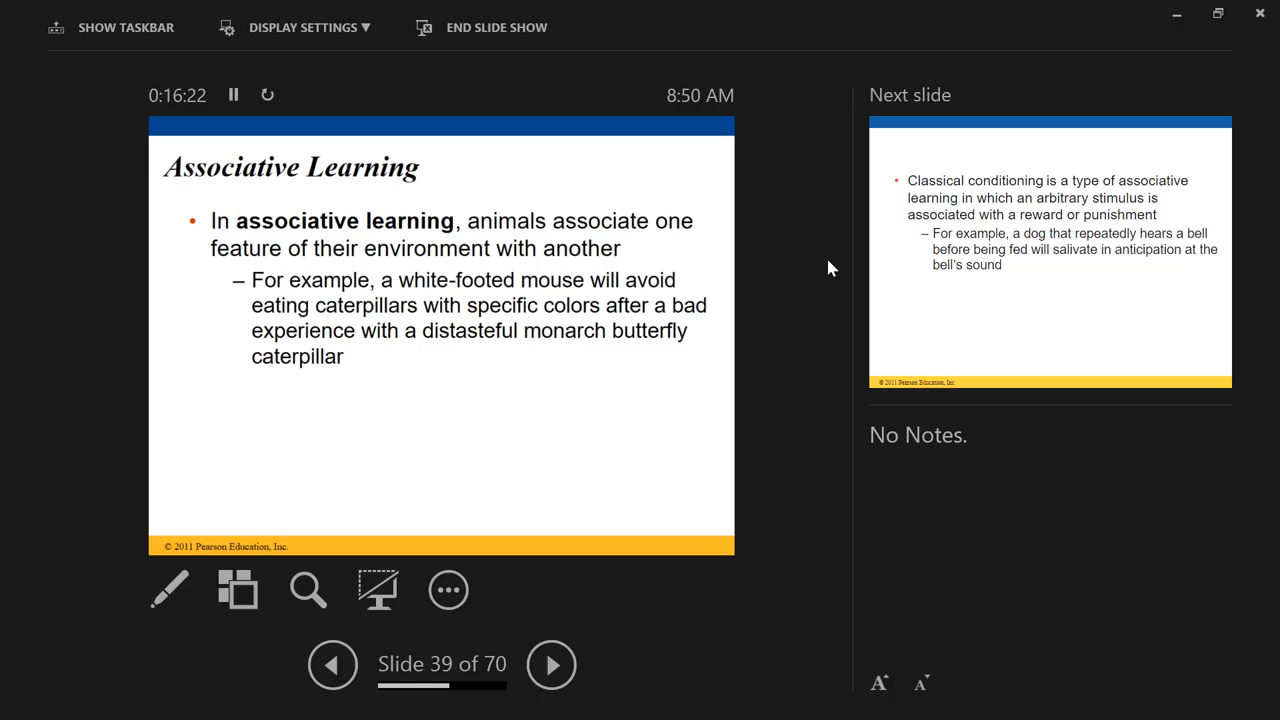 SHOW TASKBAR
DISPLAY SETTINGS ▼
END SLIDE SHOW
0:16:22
8:50 AM
Associative Learning
• In associative learning, animals associate one
feature of their environment with another
– For example, a white-footed mouse will avoid
eating caterpillars with specific colors after a bad
experience with a distasteful monarch butterfly
caterpillar
© 2011 Pearson Education, Inc.
Slide 39 of 70
Next slide
• Classical conditioning is a type of associative
learning in which an arbitrary stimulus is
associated with a reward or punishment
– For example, a dog that repeatedly hears a bell
before being fed will salivate in anticipation at the
bell's sound
© 2011 Pearson Education, Inc.
No Notes.
A A